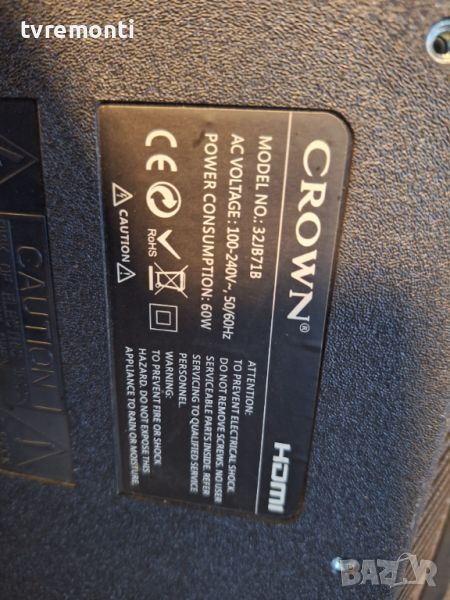 tvremonti
CROWN®
HDMI
MODEL NO.: 32JB71B
AC VOLTAGE : 100-240V~, 50/60Hz
POWER CONSUMPTION: 60W
CE
RoHS
CAUTION
ATTENTION:
TO PREVENT ELECTRICAL SHOCK
DO NOT REMOVE SCREWS. NO USER
SERVICEABLE PARTS INSIDE. REFER
SERVICING TO QUALIFIED SERVICE
PERSONNEL.
WARNING:
TO PREVENT FIRE OR SHOCK
HAZARD. DO NOT EXPOSE THIS
APPLIANCE TO RAIN OR MOISTURE.
CAUTION
BAZAR